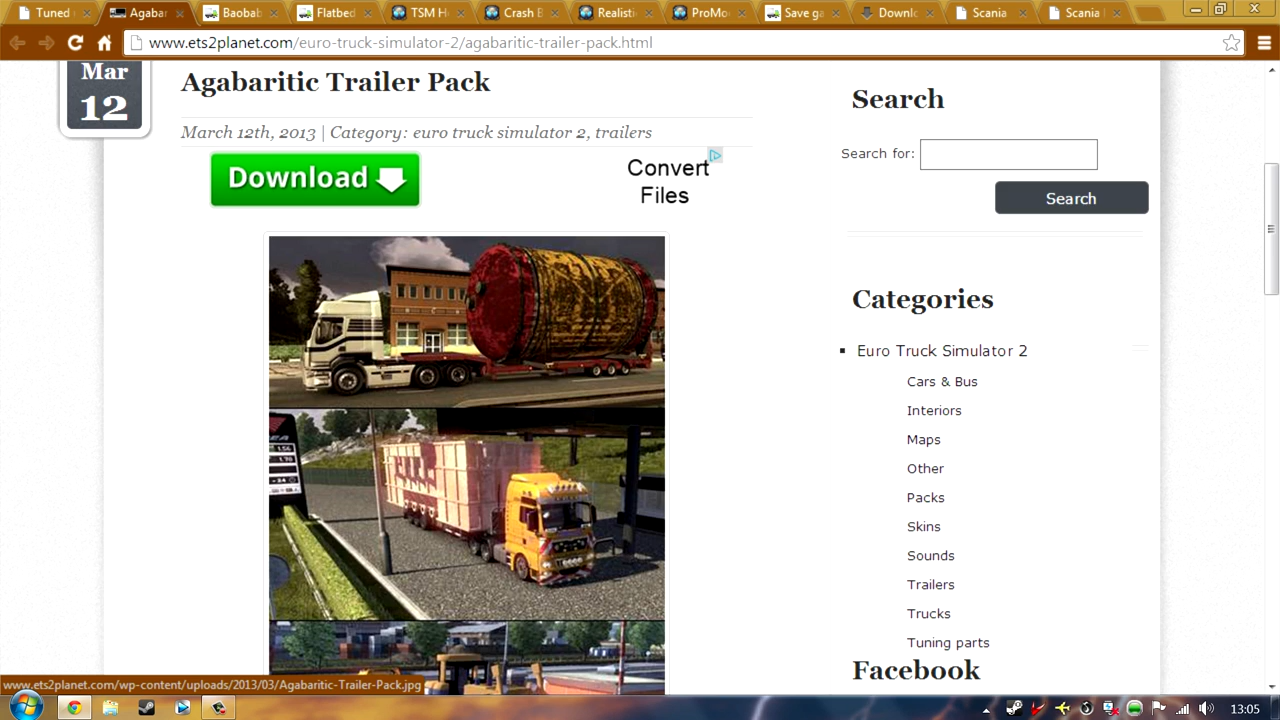 Tuned
Agabar
Baobab
Flatbed
TSM H
Crash B
Realisti
ProMo
Save ga
Downl
Scania
Scania
www.ets2planet.com/euro-truck-simulator-2/agabaritic-trailer-pack.html
Mar
12
Agabaritic Trailer Pack
March 12th, 2013 | Category: euro truck simulator 2, trailers
Download
Convert
Files
Search
Search for:
Search
Categories
Euro Truck Simulator 2
Cars & Bus
Interiors
Maps
Other
Packs
Skins
Sounds
Trailers
Trucks
Tuning parts
Facebook
www.ets2planet.com/wp-content/uploads/2013/03/Agabaritic-Trailer-Pack.jpg
13:05